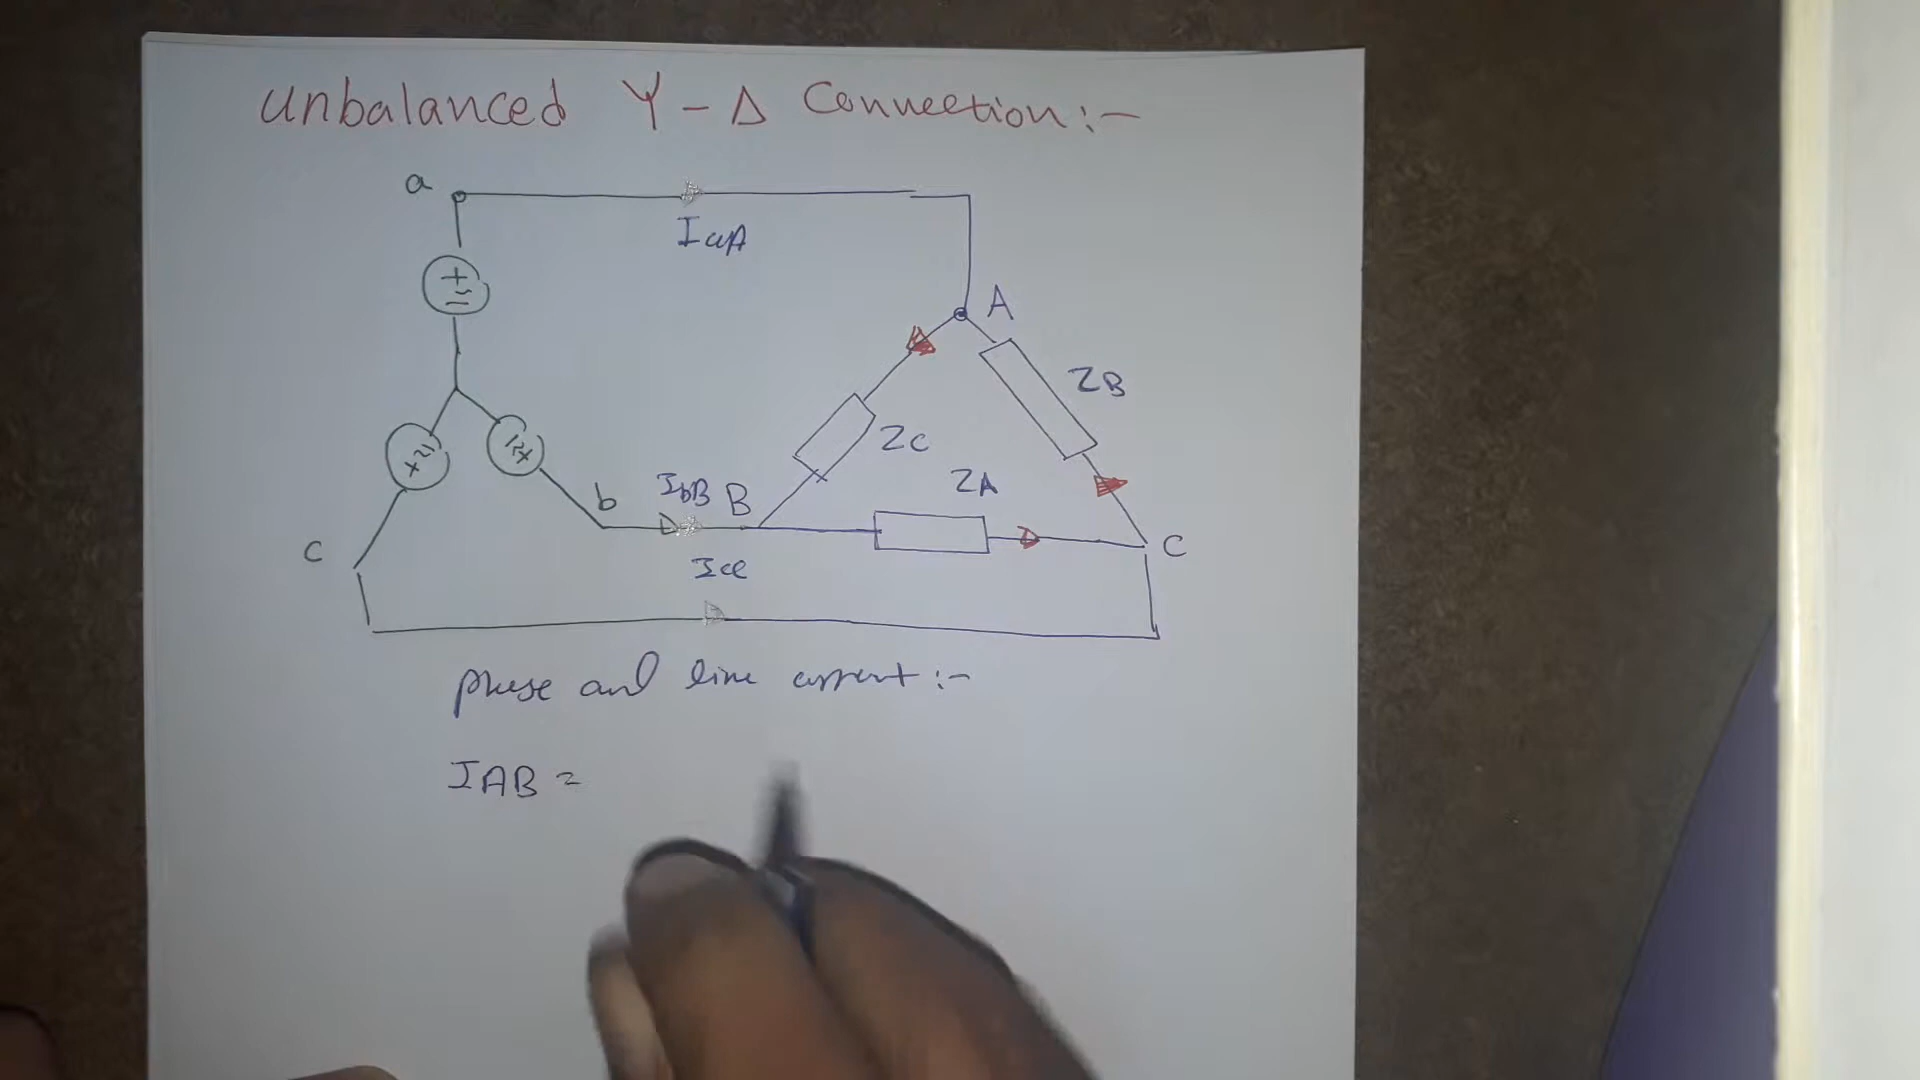 unbalanced Y - Δ Connection :-
a
IaA
A
ZB
ZC
ZA
b
IbB
B
C
C
IcC
phase and line current :-
IAB =